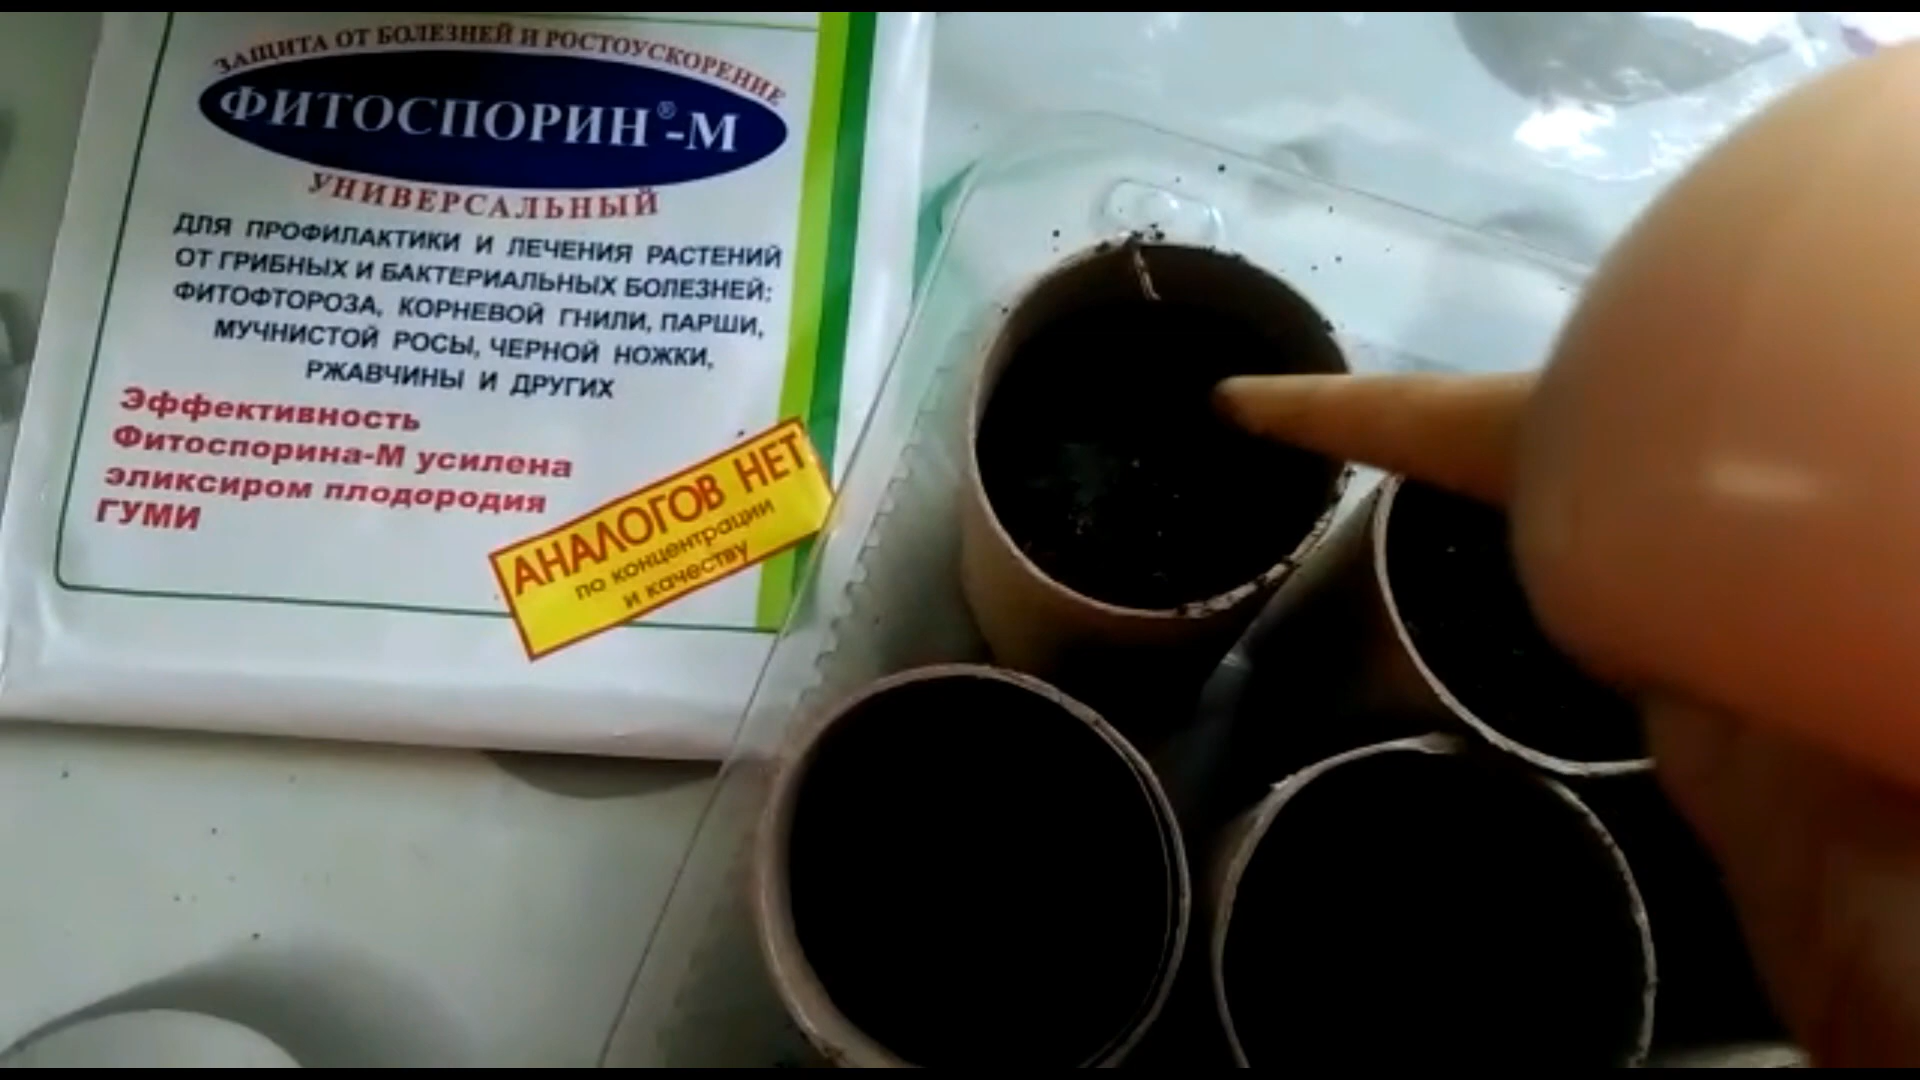 ЗАЩИТА ОТ БОЛЕЗНЕЙ И РОСТОУСКОРЕНИЕ
ФИТОСПОРИН®-М
УНИВЕРСАЛЬНЫЙ
ДЛЯ ПРОФИЛАКТИКИ И ЛЕЧЕНИЯ РАСТЕНИЙ
ОТ ГРИБНЫХ И БАКТЕРИАЛЬНЫХ БОЛЕЗНЕЙ:
ФИТОФТОРОЗА, КОРНЕВОЙ ГНИЛИ, ПАРШИ,
МУЧНИСТОЙ РОСЫ, ЧЕРНОЙ НОЖКИ,
РЖАВЧИНЫ И ДРУГИХ
Эффективность
Фитоспорина-М усилена
эликсиром плодородия
ГУМИ
АНАЛОГОВ НЕТ
по концентрации
и качеству